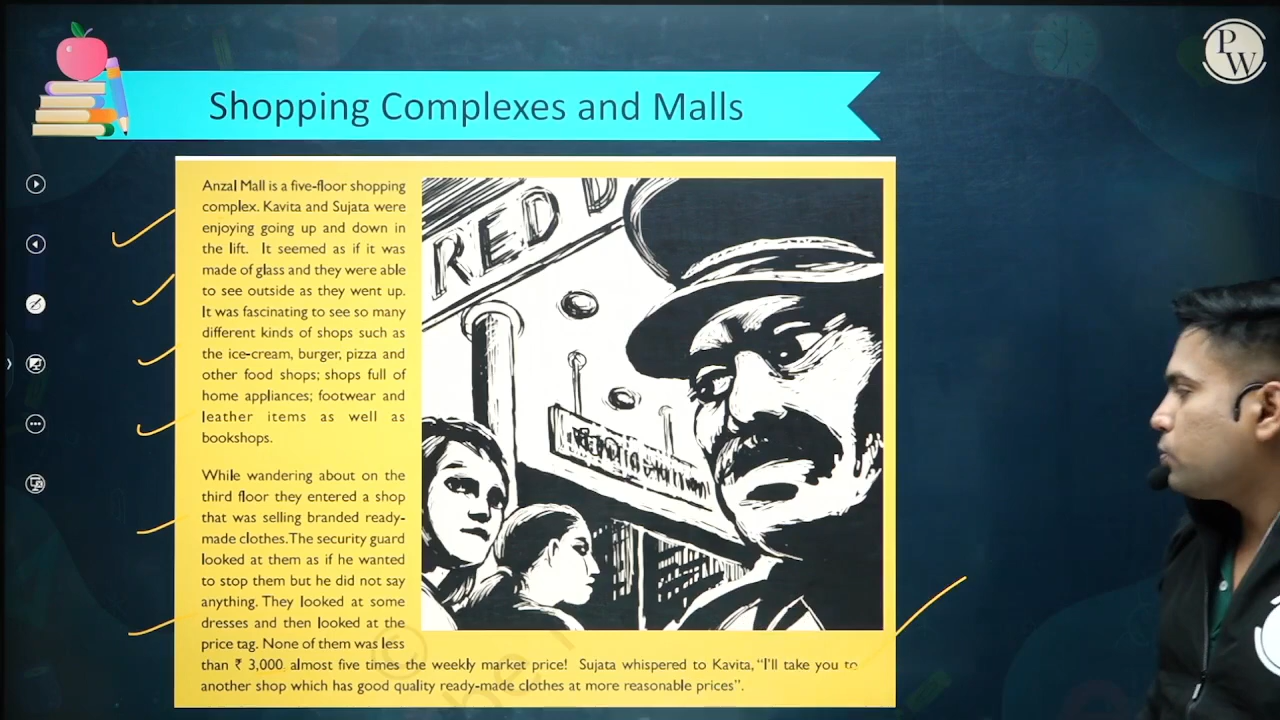 Shopping Complexes and Malls
PW
Anzal Mall is a five-floor shopping
complex. Kavita and Sujata were
enjoying going up and down in
the lift. It seemed as if it was
made of glass and they were able
to see outside as they went up.
It was fascinating to see so many
different kinds of shops such as
the ice-cream, burger, pizza and
other food shops; shops full of
home appliances; footwear and
leather items as well as
bookshops.
While wandering about on the
third floor they entered a shop
that was selling branded ready-
made clothes. The security guard
looked at them as if he wanted
to stop them but he did not say
anything. They looked at some
dresses and then looked at the
price tag. None of them was less
than ₹ 3,000, almost five times the weekly market price! Sujata whispered to Kavita, “I'll take you to
another shop which has good quality ready-made clothes at more reasonable prices”.
RED D